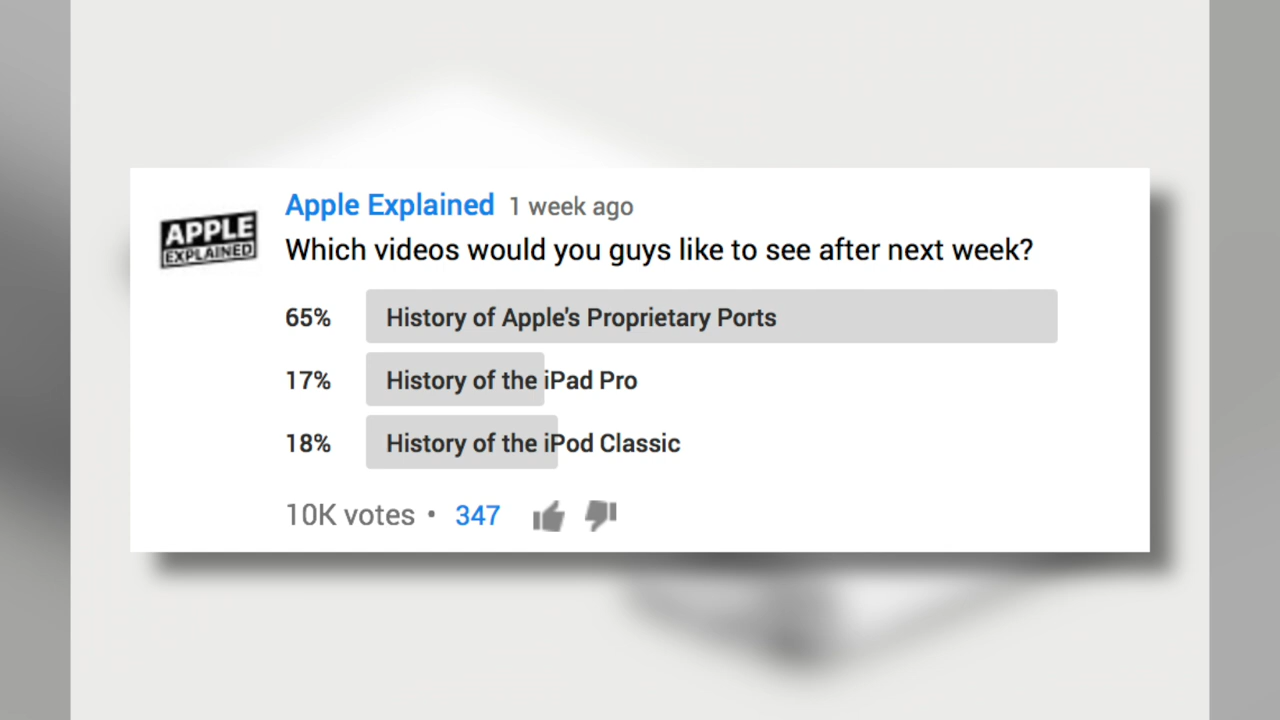 APPLE
EXPLAINED
Apple Explained 1 week ago
Which videos would you guys like to see after next week?
65% History of Apple's Proprietary Ports
17% History of the iPad Pro
18% History of the iPod Classic
10K votes • 347